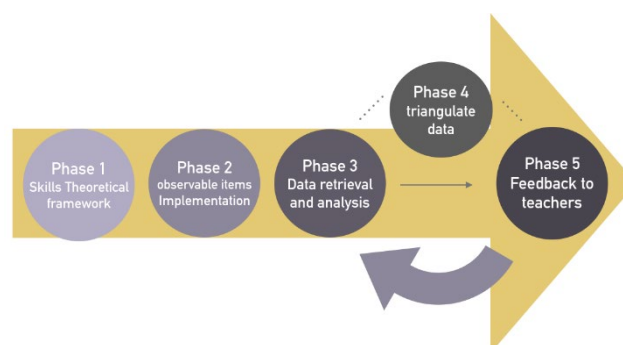 Phase 1
Skills Theoretical
framework
Phase 2
observable items
Implementation
Phase 3
Data retrieval
and analysis
Phase 4
triangulate
data
Phase 5
Feedback to
teachers